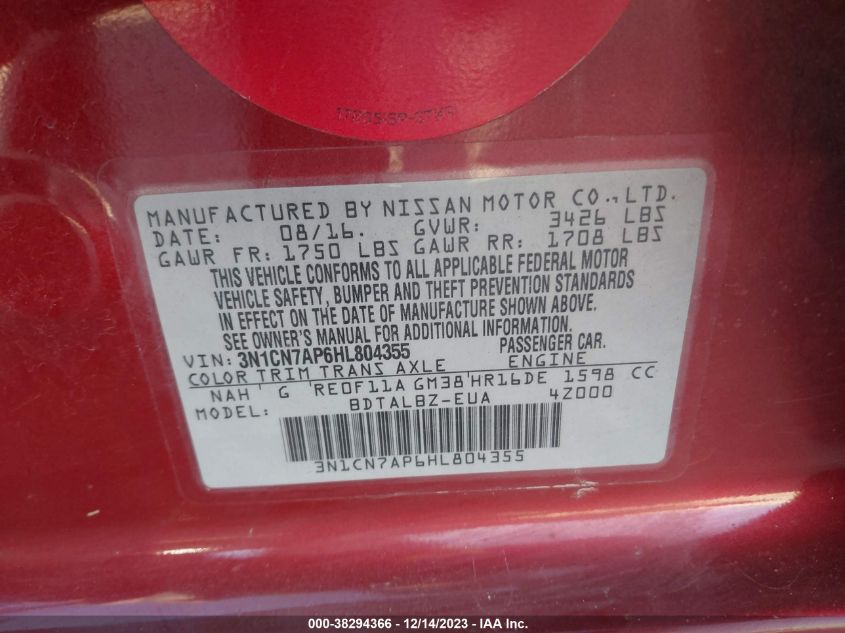 MANUFACTURED BY NISSAN MOTOR CO., LTD.
DATE: 08/16. GVWR: 3426 LBS
GAWR FR: 1750 LBS GAWR RR: 1708 LBS
THIS VEHICLE CONFORMS TO ALL APPLICABLE FEDERAL MOTOR
VEHICLE SAFETY, BUMPER AND THEFT PREVENTION STANDARDS
IN EFFECT ON THE DATE OF MANUFACTURE SHOWN ABOVE.
SEE OWNER'S MANUAL FOR ADDITIONAL INFORMATION.
VIN: 3N1CN7AP6HL804355 PASSENGER CAR.
COLOR TRIM TRANS AXLE ENGINE
NAH G RE0F11A GM38 HR16DE 1598 CC
MODEL: BDTALBZ-EUA 4Z000
3N1CN7AP6HL804355
000-38294366 - 12/14/2023 - IAA Inc.